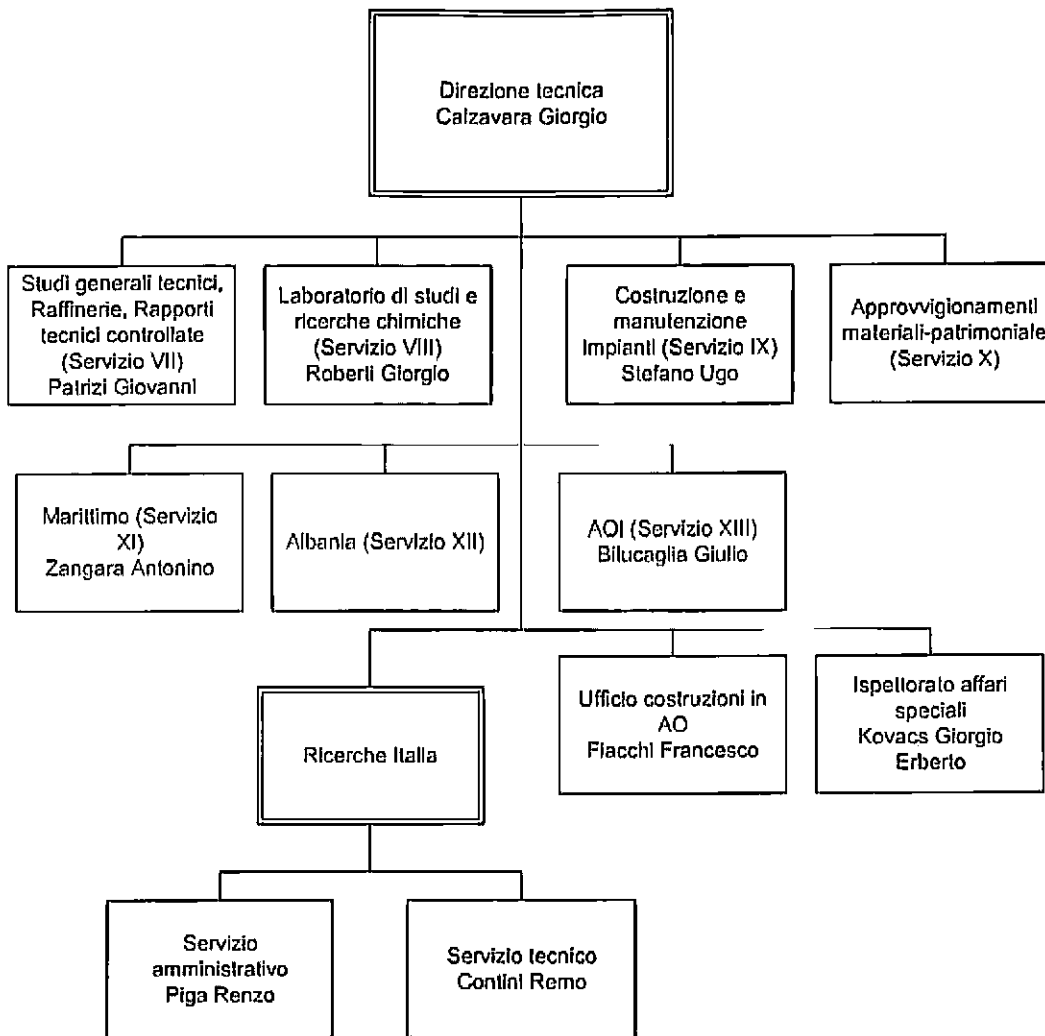 Direzione tecnica
Calzavara Giorgio
Studi generali tecnici,
Raffinerie, Rapporti
tecnici controllate
(Servizio VII)
Patrizi Giovanni
Laboratorio di studi e
ricerche chimiche
(Servizio VIII)
Roberti Giorgio
Costruzione e
manutenzione
Impianti (Servizio IX)
Stefano Ugo
Approvvigionamenti
materiali-patrimoniale
(Servizio X)
Marittimo (Servizio
XI)
Zangara Antonino
Albania (Servizio XII)
AOI (Servizio XIII)
Bilucaglia Giulio
Ricerche Italia
Ufficio costruzioni in
AO
Fiacchi Francesco
Ispettorato affari
speciali
Kovacs Giorgio
Erberto
Servizio
amministrativo
Piga Renzo
Servizio tecnico
Contini Remo